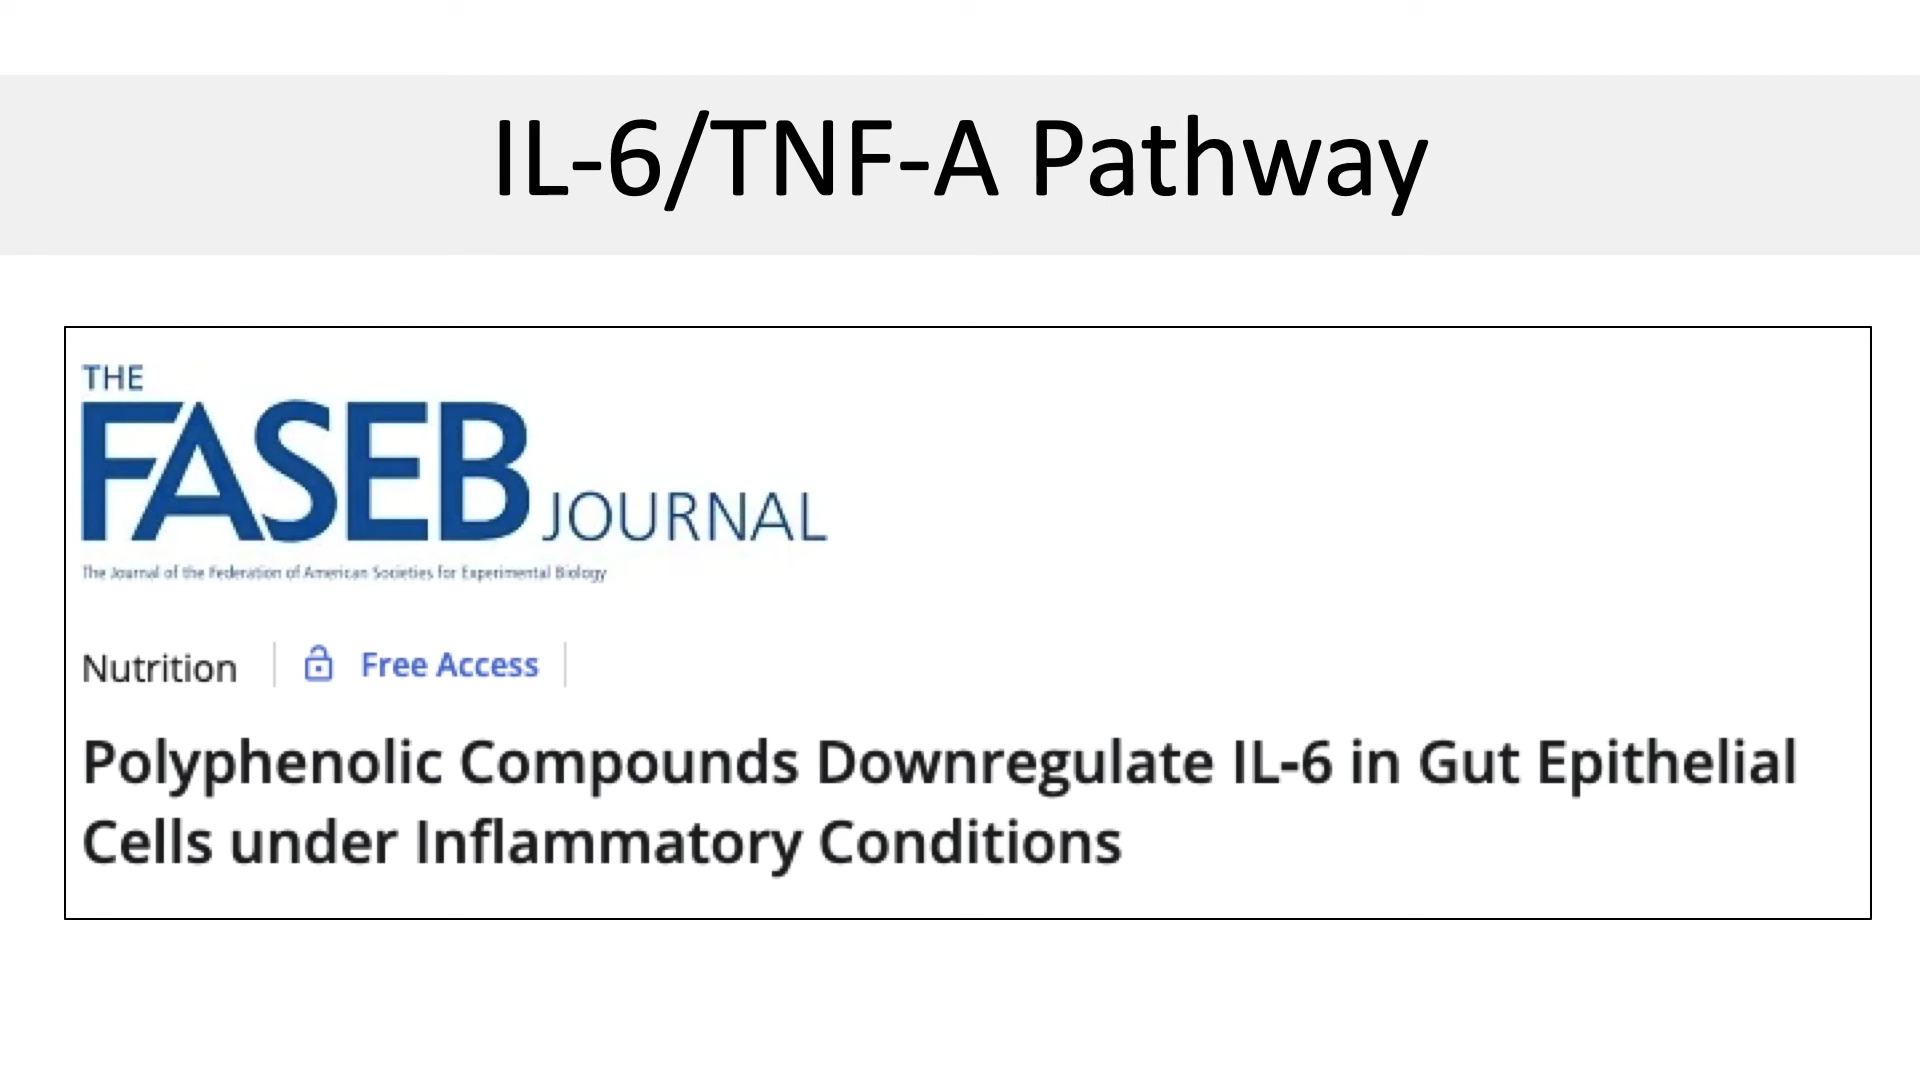 IL-6/TNF-A Pathway
THE
FASEB JOURNAL
The Journal of the Federation of American Societies for Experimental Biology
Nutrition
Free Access
Polyphenolic Compounds Downregulate IL-6 in Gut Epithelial
Cells under Inflammatory Conditions